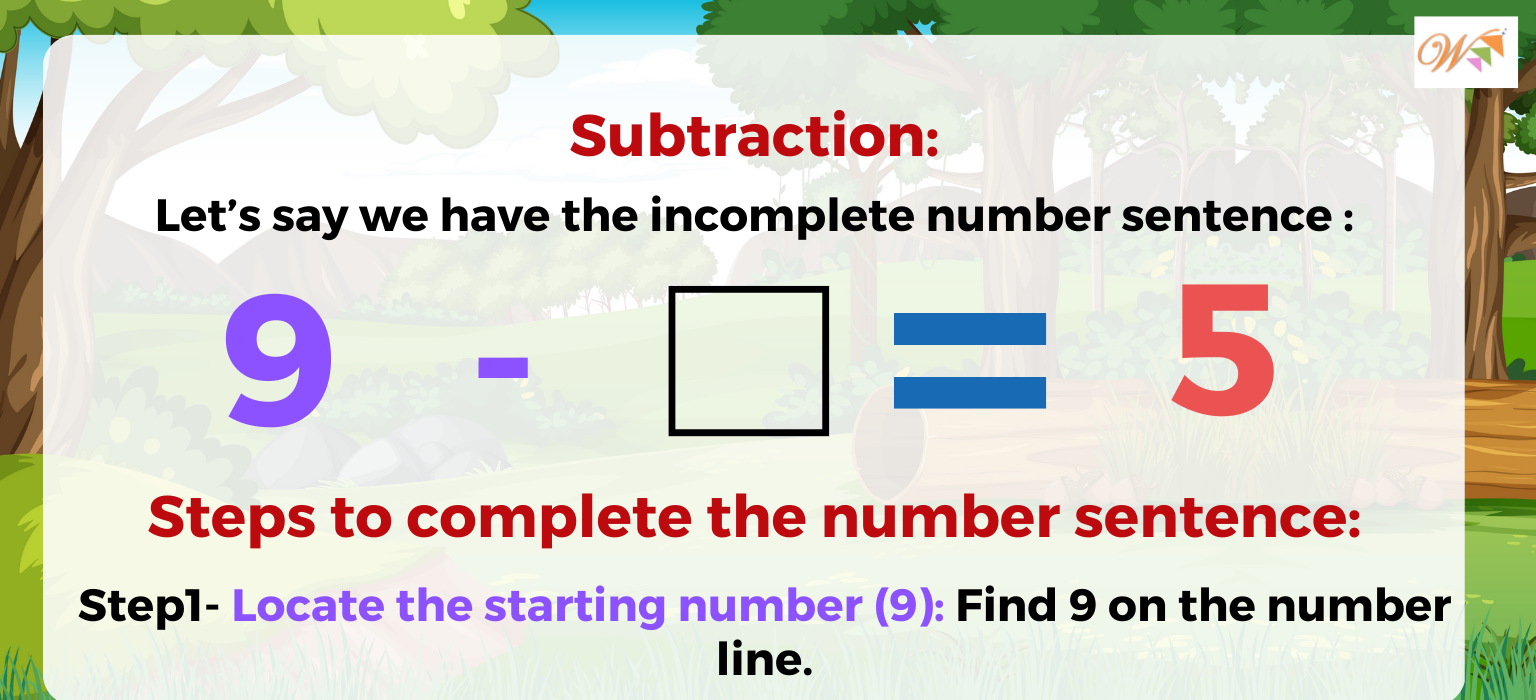 W
Subtraction:
Let’s say we have the incomplete number sentence :
9 - = 5
Steps to complete the number sentence:
Step1- Locate the starting number (9): Find 9 on the number
line.